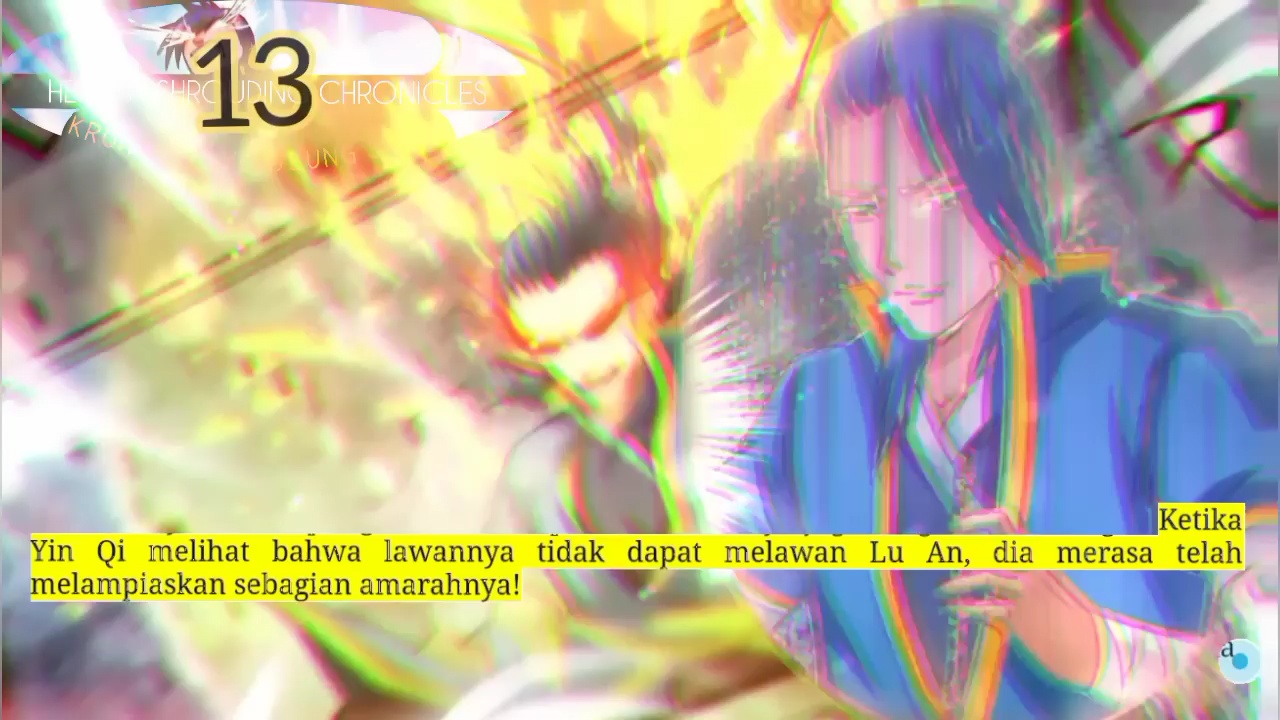 13
CHRONICLES
Ketika
Yin Qi melihat bahwa lawannya tidak dapat melawan Lu An, dia merasa telah
melampiaskan sebagian amarahnya!
a